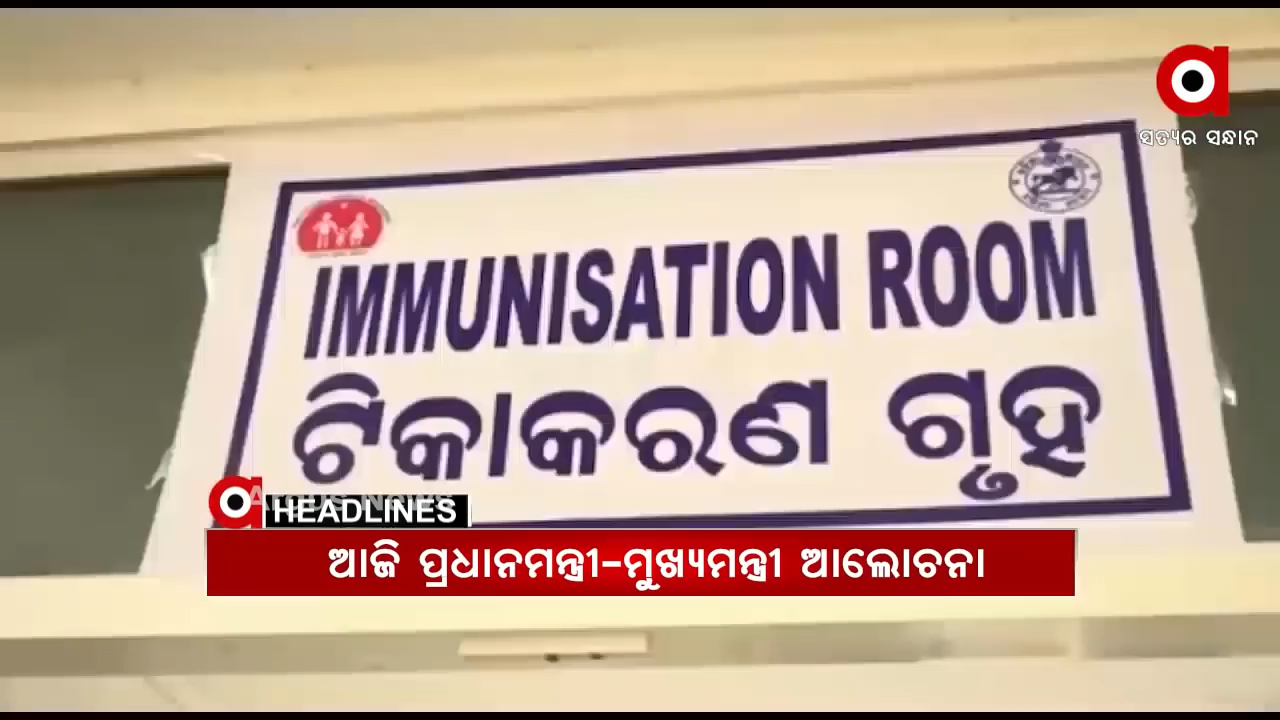 ସତ୍ୟର ସନ୍ଧାନ
IMMUNISATION ROOM
ଟିକାକରଣ ଗୃହ
HEADLINES
ଆଜି ପ୍ରଧାନମନ୍ତ୍ରୀ-ମୁଖ୍ୟମନ୍ତ୍ରୀ ଆଲୋଚନା